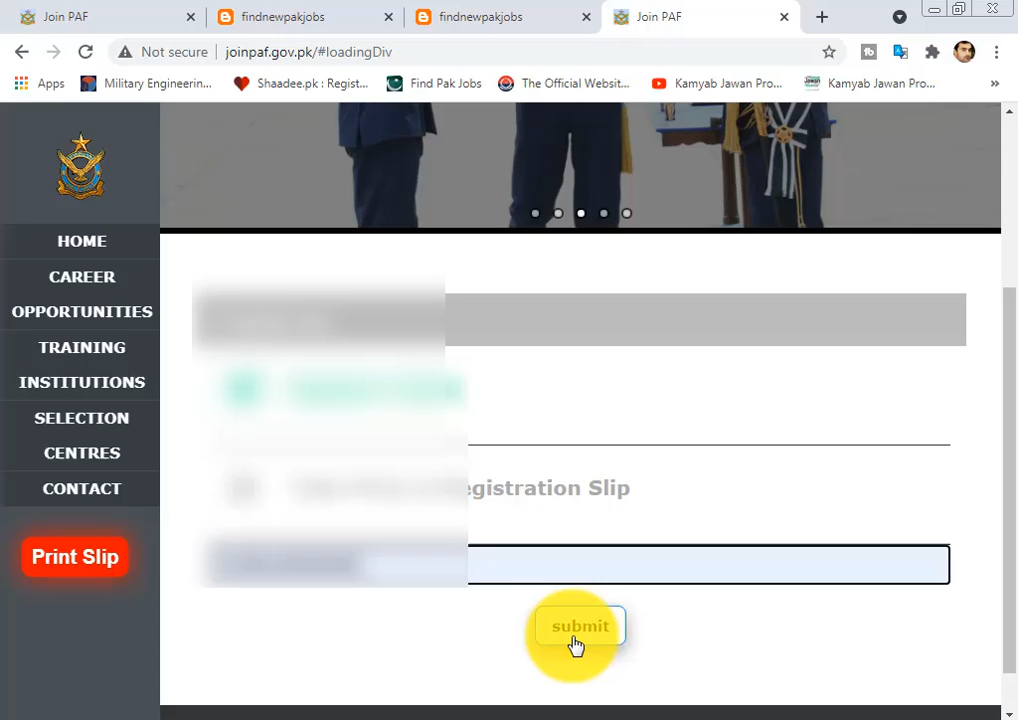 Join PAF
findnewpakjobs
findnewpakjobs
Join PAF
Not secure
joinpaf.gov.pk/#loadingDiv
Apps
Military Engineerin...
Shaadee.pk : Regist...
Find Pak Jobs
The Official Websit...
Kamyab Jawan Pro...
Kamyab Jawan Pro...
»
HOME
CAREER
OPPORTUNITIES
TRAINING
INSTITUTIONS
SELECTION
CENTRES
CONTACT
Print Slip
Registration Slip
submit